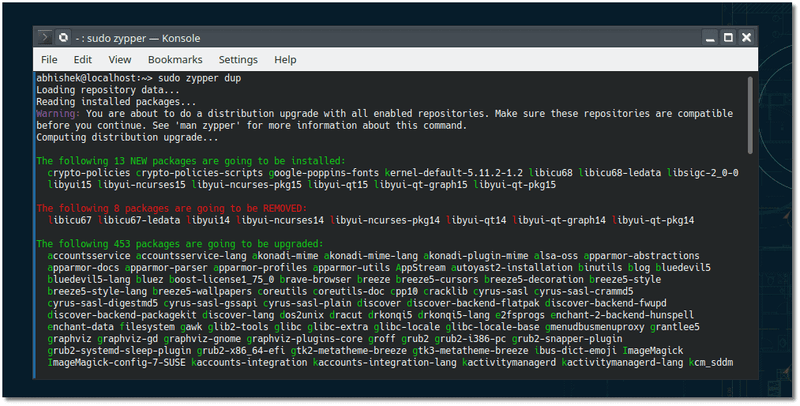 - : sudo zypper — Konsole
File Edit View Bookmarks Settings Help
abhishek@localhost:~> sudo zypper dup
Loading repository data...
Reading installed packages...
Warning: You are about to do a distribution upgrade with all enabled repositories. Make sure these repositories are compatible
before you continue. See 'man zypper' for more information about this command.
Computing distribution upgrade...
The following 13 NEW packages are going to be installed:
crypto-policies crypto-policies-scripts google-poppins-fonts kernel-default-5.11.2-1.2 libicu68 libicu68-ledata libsigc-2_0-0
libyui15 libyui-ncurses15 libyui-ncurses-pkg15 libyui-qt15 libyui-qt-graph15 libyui-qt-pkg15
The following 8 packages are going to be REMOVED:
libicu67 libicu67-ledata libyui14 libyui-ncurses14 libyui-ncurses-pkg14 libyui-qt14 libyui-qt-graph14 libyui-qt-pkg14
The following 453 packages are going to be upgraded:
accountsservice accountsservice-lang akonadi-mime akonadi-mime-lang akonadi-plugin-mime alsa-oss apparmor-abstractions
apparmor-docs apparmor-parser apparmor-profiles apparmor-utils AppStream autoyast2-installation binutils blog bluedevil5
bluedevil5-lang bluez boost-license1_75_0 brave-browser breeze breeze5-cursors breeze5-decoration breeze5-style
breeze5-style-lang breeze5-wallpapers coreutils coreutils-doc cpp10 cracklib cyrus-sasl cyrus-sasl-crammd5
cyrus-sasl-digestmd5 cyrus-sasl-gssapi cyrus-sasl-plain discover discover-backend-flatpak discover-backend-fwupd
discover-backend-packagekit discover-lang dos2unix dracut drkonqi5 drkonqi5-lang e2fsprogs enchant-2-backend-hunspell
enchant-data filesystem gawk glib2-tools glibc glibc-extra glibc-locale glibc-locale-base gmenudbusmenuproxy grantlee5
graphviz graphviz-gd graphviz-gnome graphviz-plugins-core groff grub2 grub2-i386-pc grub2-snapper-plugin
grub2-systemd-sleep-plugin grub2-x86_64-efi gtk2-metatheme-breeze gtk3-metatheme-breeze ibus-dict-emoji ImageMagick
ImageMagick-config-7-SUSE kaccounts-integration kaccounts-integration-lang kactivitymanagerd kactivitymanagerd-lang kcm_sddm